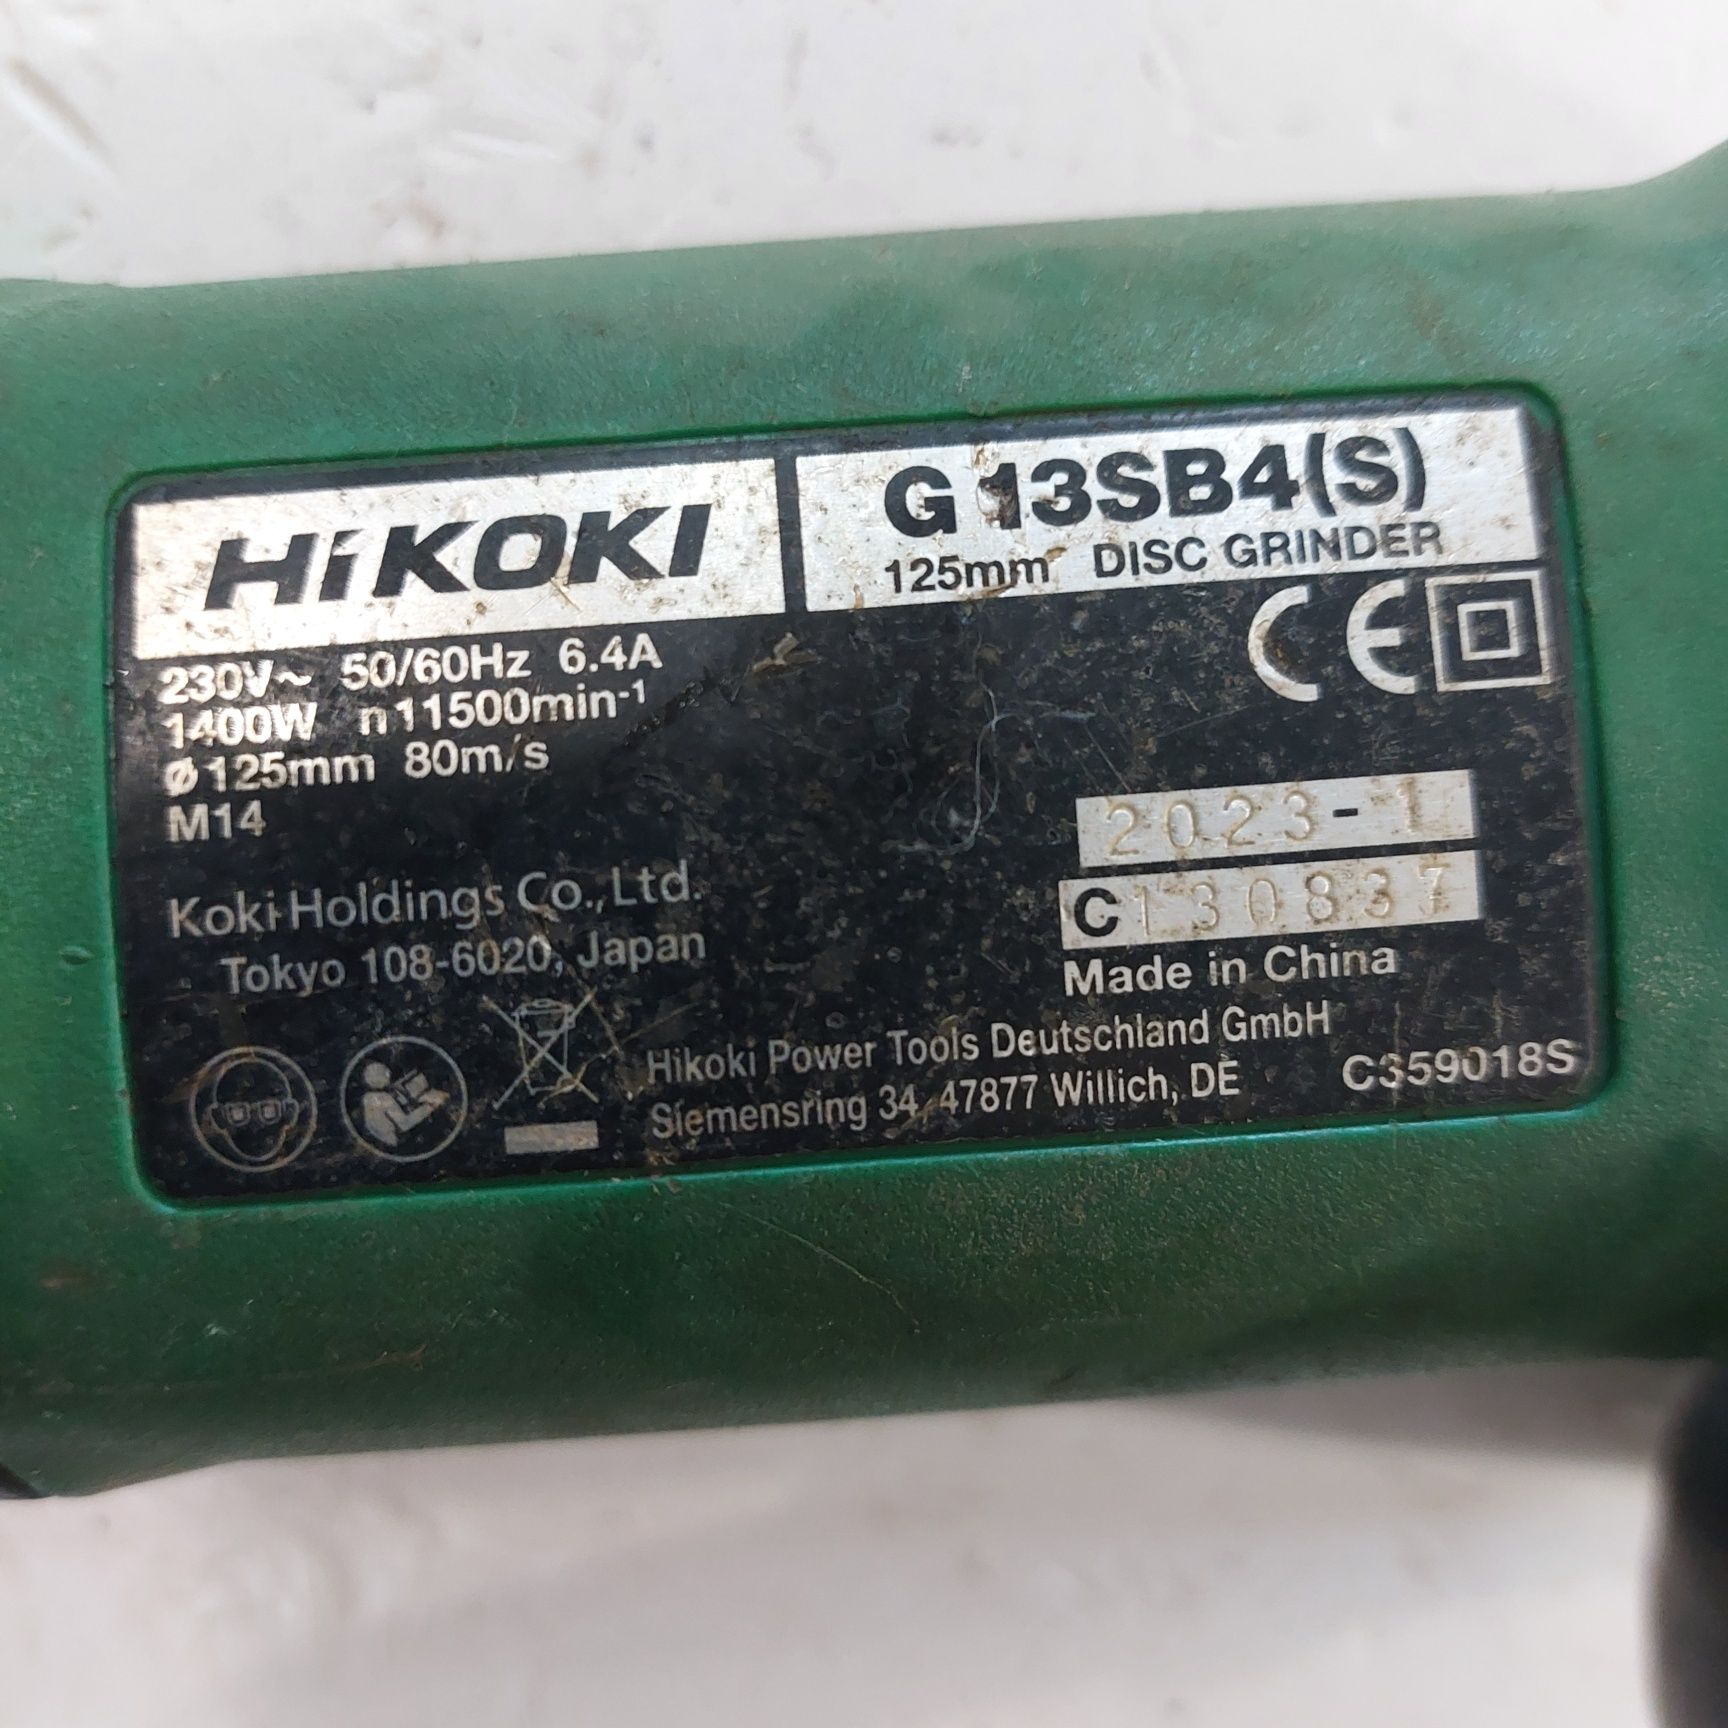 HiKOKI
G 13SB4(S)
125mm DISC GRINDER
230V~ 50/60Hz 6.4A
1400W n11500min-1
ø125mm 80m/s
M14
CE
2023-1
C130837
Made in China
Koki Holdings Co.,Ltd.
Tokyo 108-6020, Japan
Hikoki Power Tools Deutschland GmbH
Siemensring 34, 47877 Willich, DE
C359018S